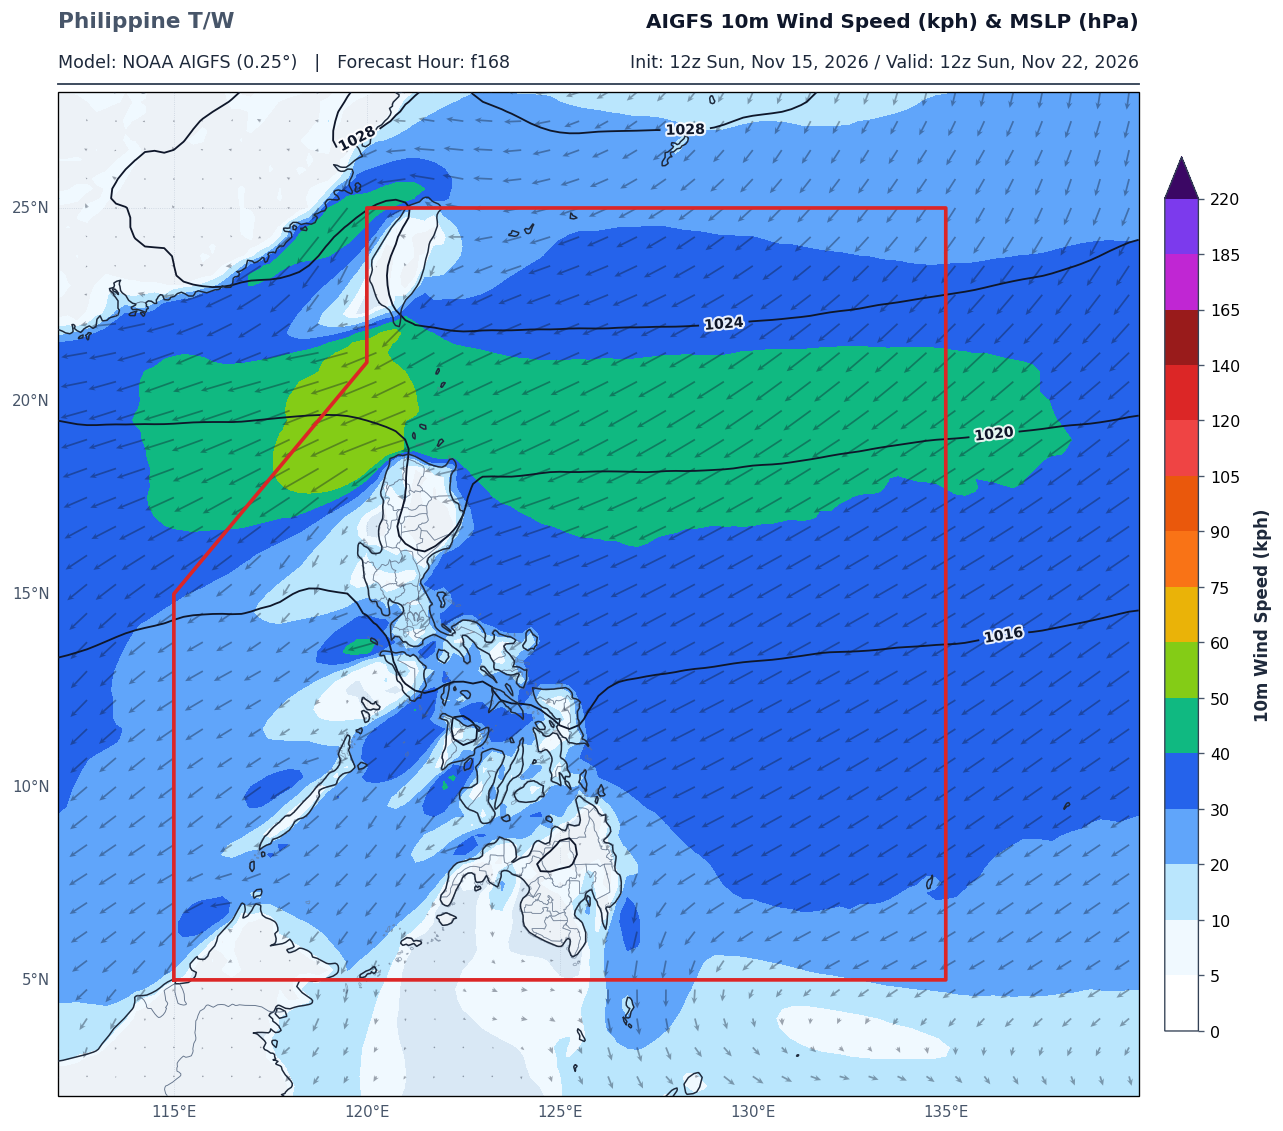 Philippine T/W
AIGFS 10m Wind Speed (kph) & MSLP (hPa)
Model: NOAA AIGFS (0.25°) | Forecast Hour: f168
Init: 12z Sun, Nov 15, 2026 / Valid: 12z Sun, Nov 22, 2026
1028
1028
1024
1020
1016
25°N
20°N
15°N
10°N
5°N
115°E
120°E
125°E
130°E
135°E
220
185
165
140
120
105
90
75
60
50
40
30
20
10
5
0
10m Wind Speed (kph)